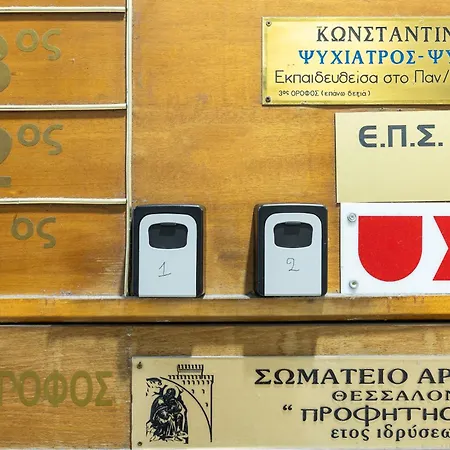 3ος
2ος
ος
ΚΩΝΣΤΑΝΤΙΝ
ΨΥΧΙΑΤΡΟΣ-ΨΥ
Εκπαιδευθείσα στο Παν/
3ος ΟΡΟΦΟΣ (επάνω δεξιά)
Ε.Π.Σ.
1
2
ΟΡΟΦΟΣ
ΣΩΜΑΤΕΙΟ ΑΡ
ΘΕΣΣΑΛΟΝ
“ ΠΡΟΦΗΤΗΣ
ετος ιδρύσεω